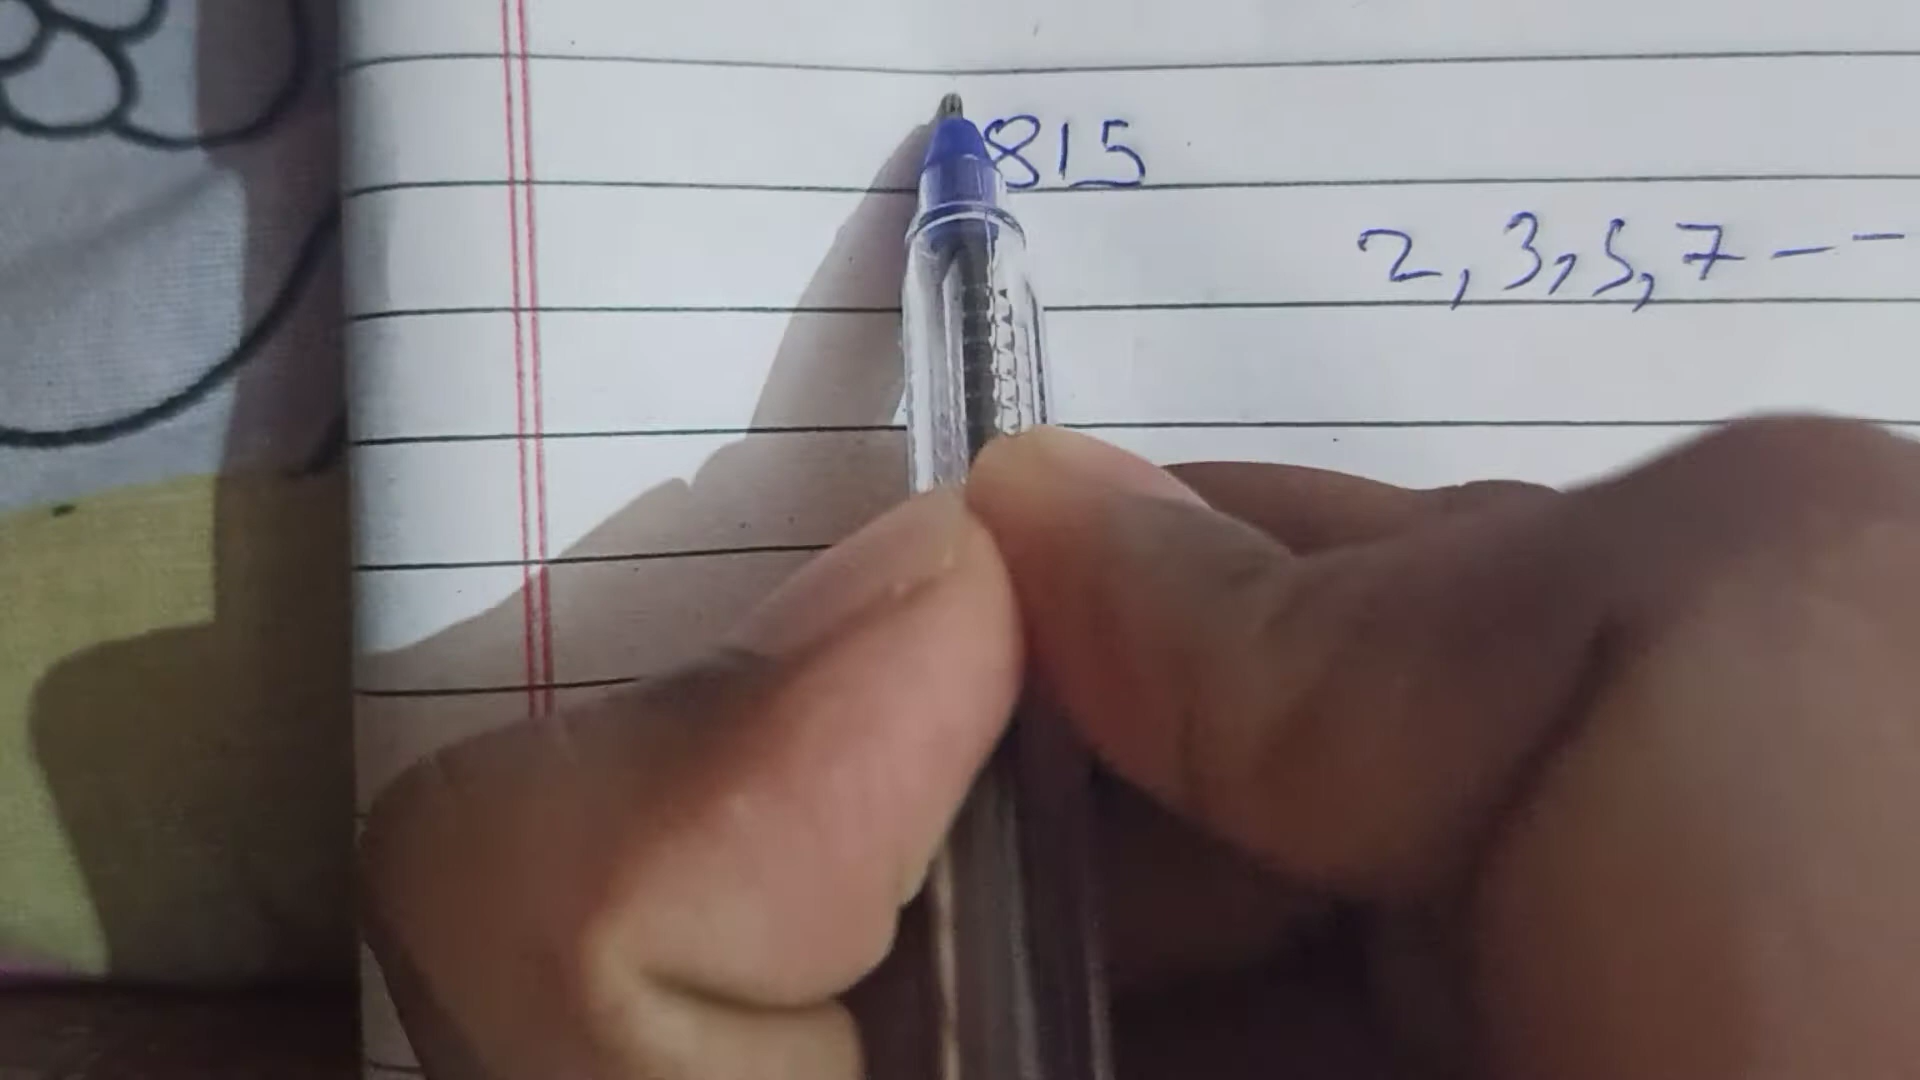 815
2, 3, 5, 7 - -